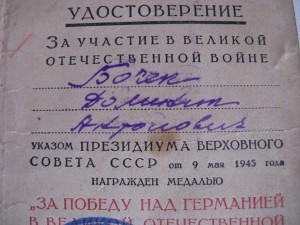 УДОСТОВЕРЕНИЕ
ЗА УЧАСТИЕ В ВЕЛИКОЙ
ОТЕЧЕСТВЕННОЙ ВОЙНЕ
Бочек
УКАЗОМ ПРЕЗИДИУМА ВЕРХОВНОГО
СОВЕТА СССР от 9 мая 1945 года
НАГРАЖДЕН МЕДАЛЬЮ
„ЗА ПОБЕДУ НАД ГЕРМАНИЕЙ
В ВЕЛИКОЙ ОТЕЧЕСТВЕННОЙ